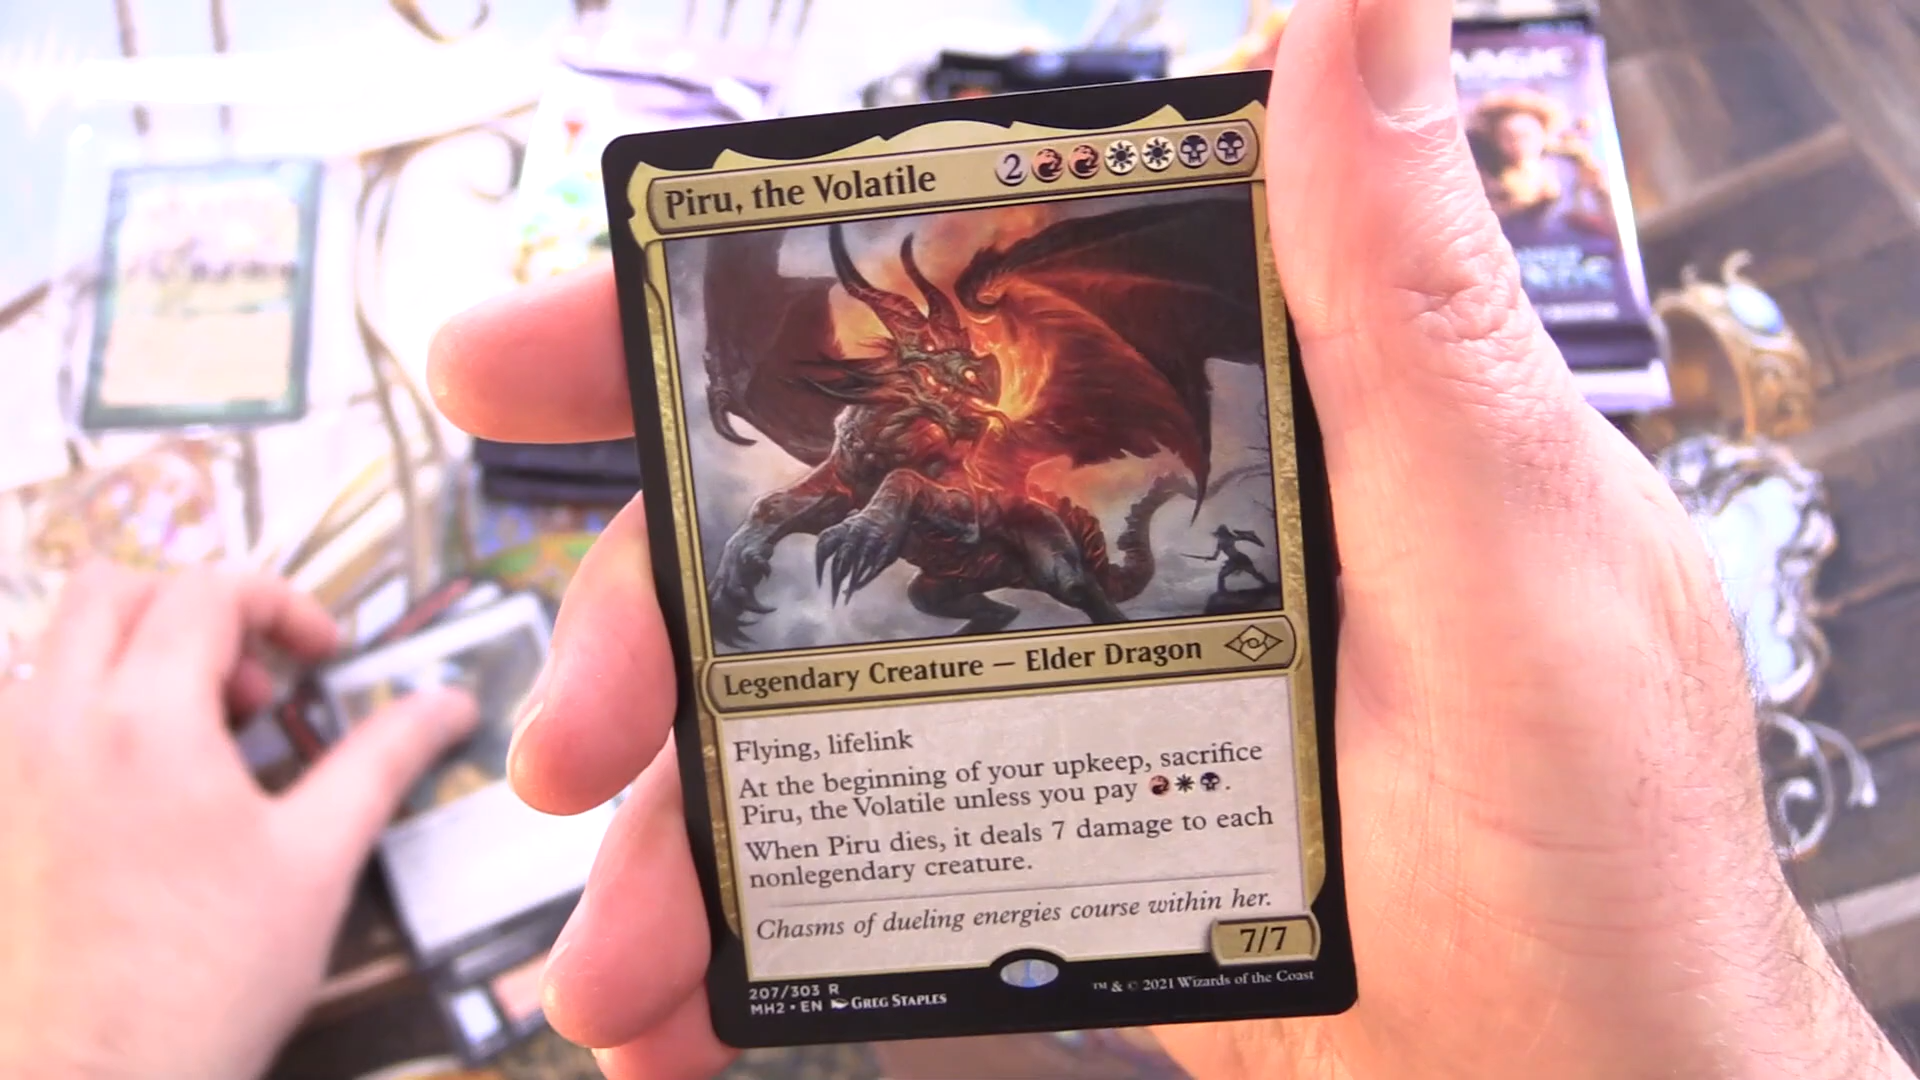 Piru, the Volatile
2
Legendary Creature — Elder Dragon
Flying, lifelink
At the beginning of your upkeep, sacrifice
Piru, the Volatile unless you pay .
When Piru dies, it deals 7 damage to each
nonlegendary creature.
Chasms of dueling energies course within her.
7/7
207/303 R
MH2 • EN Greg Staples
™ & © 2021 Wizards of the Coast
MAGIC